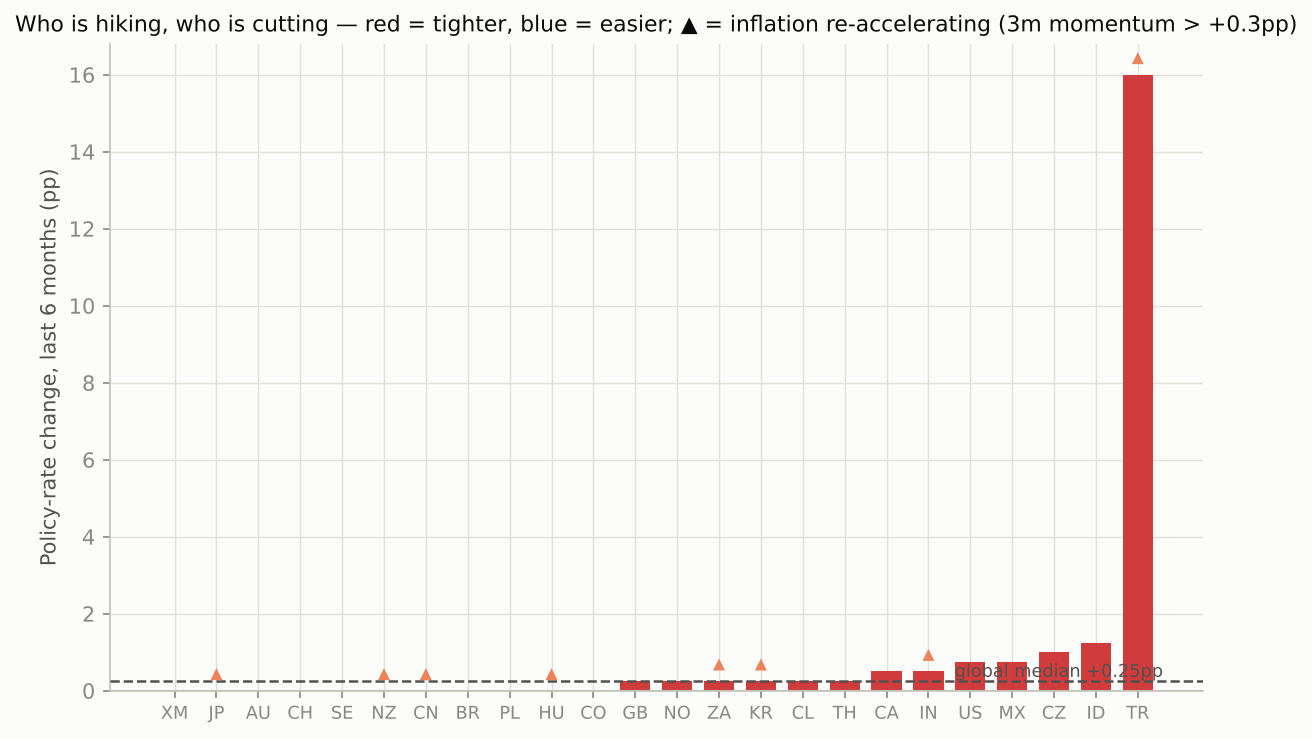 Who is hiking, who is cutting — red = tighter, blue = easier; ▲ = inflation re-accelerating (3m momentum > +0.3pp)
Policy-rate change, last 6 months (pp)
16
14
12
10
8
6
4
2
0
global median +0.25pp
XM JP AU CH SE NZ CN BR PL HU CO GB NO ZA KR CL TH CA IN US MX CZ ID TR